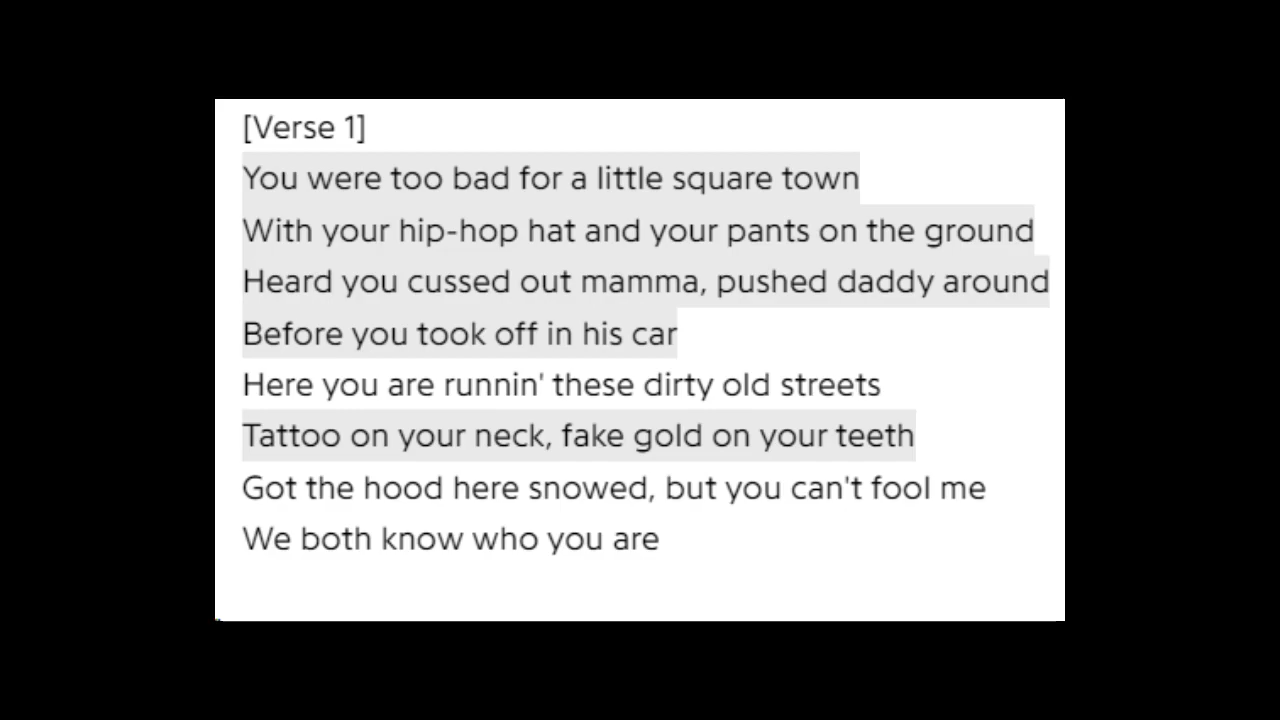 [Verse 1]
You were too bad for a little square town
With your hip-hop hat and your pants on the ground
Heard you cussed out mamma, pushed daddy around
Before you took off in his car
Here you are runnin' these dirty old streets
Tattoo on your neck, fake gold on your teeth
Got the hood here snowed, but you can't fool me
We both know who you are